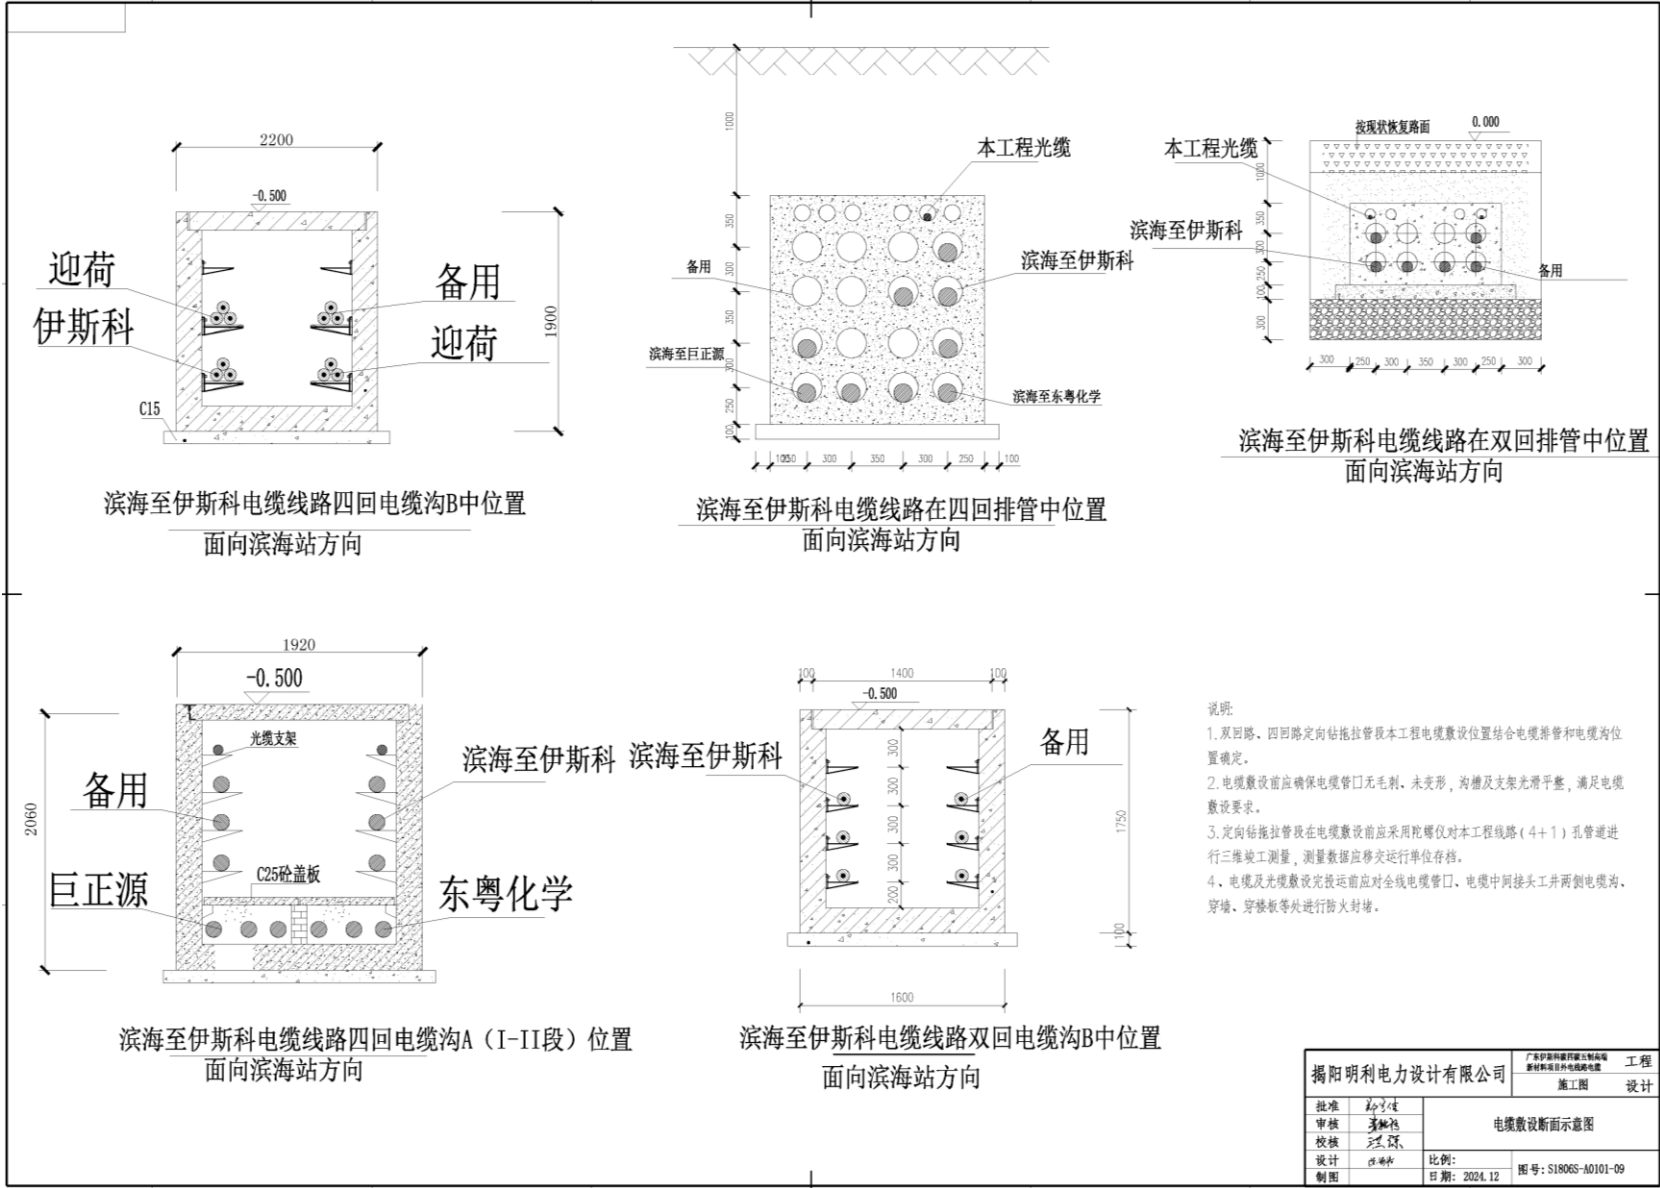 2200
-0.500
迎荷
伊斯科
备用
迎荷
1900
C15
滨海至伊斯科电缆线路四回电缆沟B中位置
面向滨海站方向
1000
本工程光缆
350
备用
300
滨海至伊斯科
350
滨海至巨正源
300
250
滨海至东粤化学
100
300
350
300
250
100
滨海至伊斯科电缆线路在四回排管中位置
面向滨海站方向
按现状恢复路面
0.000
本工程光缆
1000
滨海至伊斯科
350
300
250
100
300
备用
300
250
300
350
300
250
300
滨海至伊斯科电缆线路在双回排管中位置
面向滨海站方向
1920
-0.500
2060
光缆支架
备用
滨海至伊斯科
巨正源
C25砼盖板
东粤化学
滨海至伊斯科电缆线路四回电缆沟A（I-II段）位置
面向滨海站方向
100
1400
100
-0.500
滨海至伊斯科
备用
300
300
300
300
200
1750
100
1600
滨海至伊斯科电缆线路双回电缆沟B中位置
面向滨海站方向
说明:
1.双回路、四回路定向钻拖拉管段本工程电缆敷设位置结合电缆排管和电缆沟位
置确定。
2.电缆敷设前应确保电缆管口无毛刺、未变形，沟槽及支架光滑平整，满足电缆
敷设要求。
3.定向钻拖拉管段在电缆敷设前应采用陀螺仪对本工程线路(4+1)孔管道进
行三维竣工测量，测量数据应移交运行单位存档。
4、电缆及光缆敷设完投运前应对全线电缆管口、电缆中间接头工井两侧电缆沟、
穿墙、穿楼板等处进行防火封堵。
揭阳明利电力设计有限公司
工程
施工图
设计
批准
审核
校核
设计
制图
电缆敷设断面示意图
比例:
日期: 2024.12
图号: S1806S-A0101-09